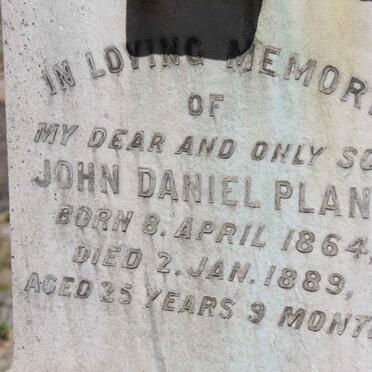 IN LOVING MEMOR
OF
MY DEAR AND ONLY SO
JOHN DANIEL PLAN
BORN 8. APRIL 1864,
DIED 2. JAN. 1889,
AGED 25 YEARS 9 MONT